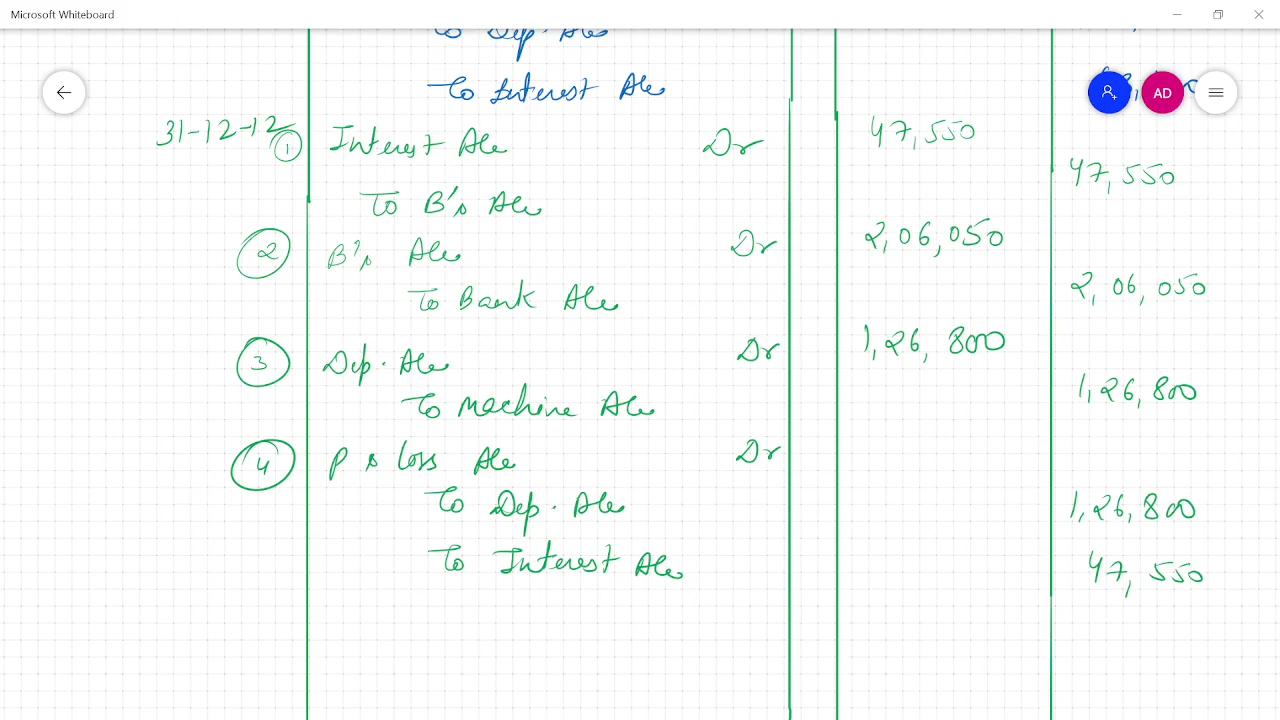 Microsoft Whiteboard
To Dep. A/c
To Interest A/c
AD
31-12-12 1 Interest A/c Dr 47,550
To B's A/c 47,550
2 B's A/c Dr 2,06,050
To Bank A/c 2,06,050
3 Dep. A/c Dr 1,26,800
To Machine A/c 1,26,800
4 P & Loss A/c Dr
To Dep. A/c 1,26,800
To Interest A/c 47,550